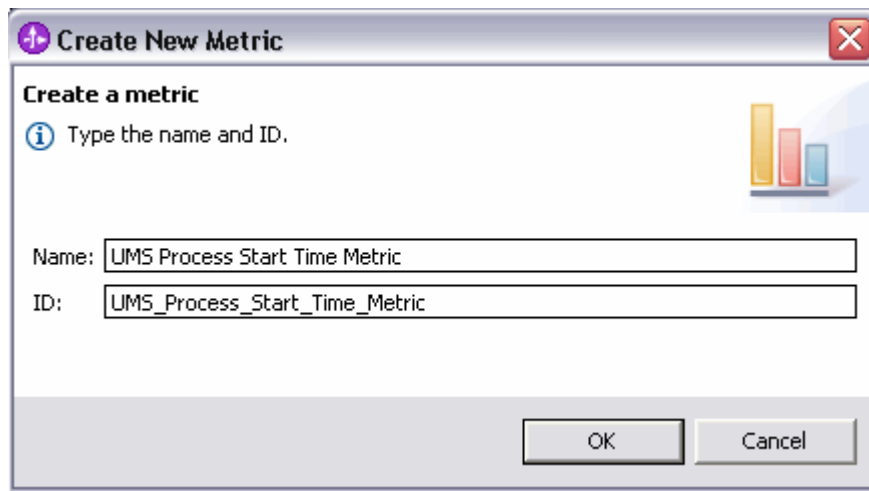 Create New Metric
Create a metric
Type the name and ID.
Name: UMS Process Start Time Metric
ID: UMS_Process_Start_Time_Metric
OK Cancel